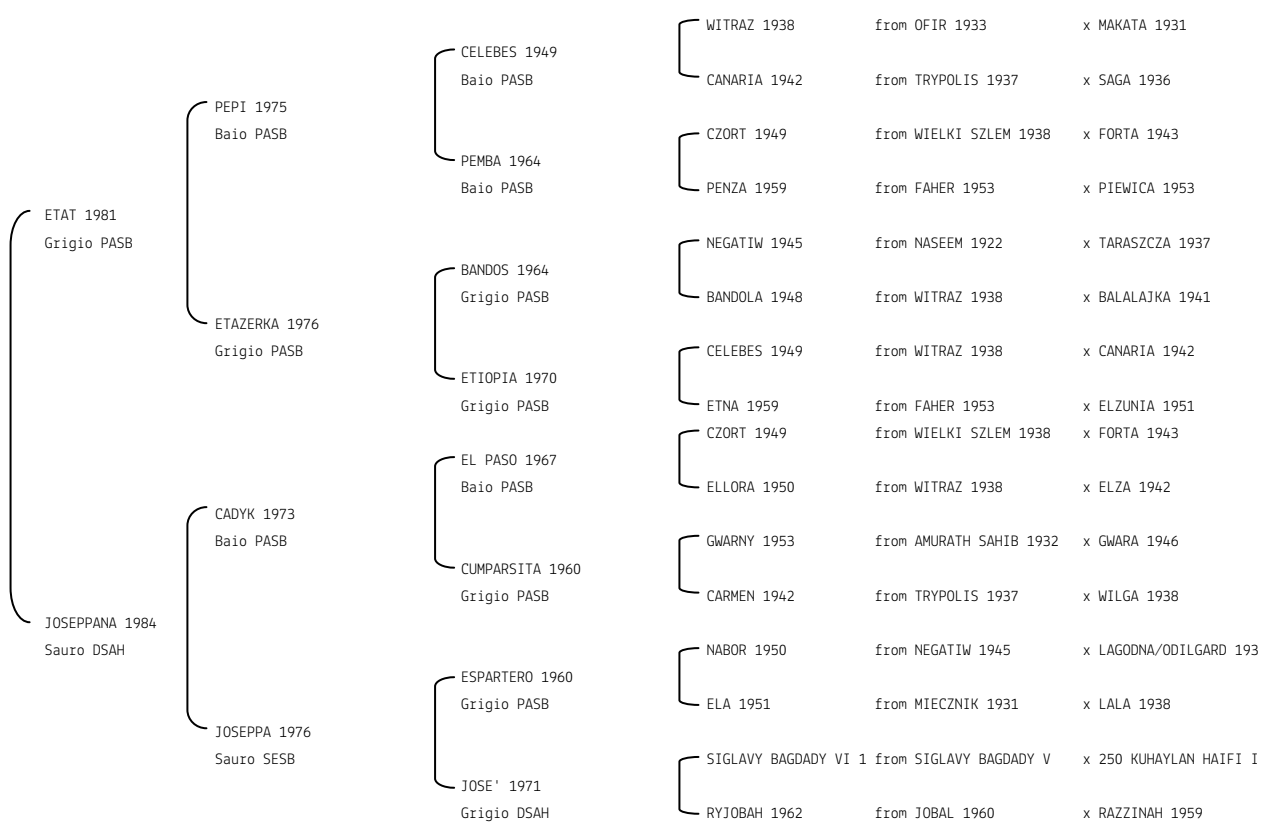 WITRAZ 1938 from OFIR 1933 x MAKATA 1931
CELEBES 1949
Baio PASB CANARIA 1942 from TRYPOLIS 1937 x SAGA 1936
PEPI 1975
Baio PASB CZORT 1949 from WIELKI SZLEM 1938 x FORTA 1943
PEMBA 1964
Baio PASB PENZA 1959 from FAHER 1953 x PIEWICA 1953
ETAT 1981
Grigio PASB NEGATIW 1945 from NASEEM 1922 x TARASZCZA 1937
BANDOS 1964
Grigio PASB BANDOLA 1948 from WITRAZ 1938 x BALALAJKA 1941
ETAZERKA 1976
Grigio PASB CELEBES 1949 from WITRAZ 1938 x CANARIA 1942
ETIOPIA 1970
Grigio PASB ETNA 1959 from FAHER 1953 x ELZUNIA 1951
CZORT 1949 from WIELKI SZLEM 1938 x FORTA 1943
EL PASO 1967
Baio PASB ELLORA 1950 from WITRAZ 1938 x ELZA 1942
CADYK 1973
Baio PASB GWARNY 1953 from AMURATH SAHIB 1932 x GWARA 1946
CUMPARSITA 1960
Grigio PASB CARMEN 1942 from TRYPOLIS 1937 x WILGA 1938
JOSEPPANA 1984
Sauro DSAH NABOR 1950 from NEGATIW 1945 x LAGODNA/ODILGARD 193
ESPARTERO 1960
Grigio PASB ELA 1951 from MIECZNIK 1931 x LALA 1938
JOSEPPA 1976
Sauro SESB SIGLAVY BAGDADY VI 1 from SIGLAVY BAGDADY V x 250 KUHAYLAN HAIFI I
JOSE' 1971
Grigio DSAH RYJOBAH 1962 from JOBAL 1960 x RAZZINAH 1959